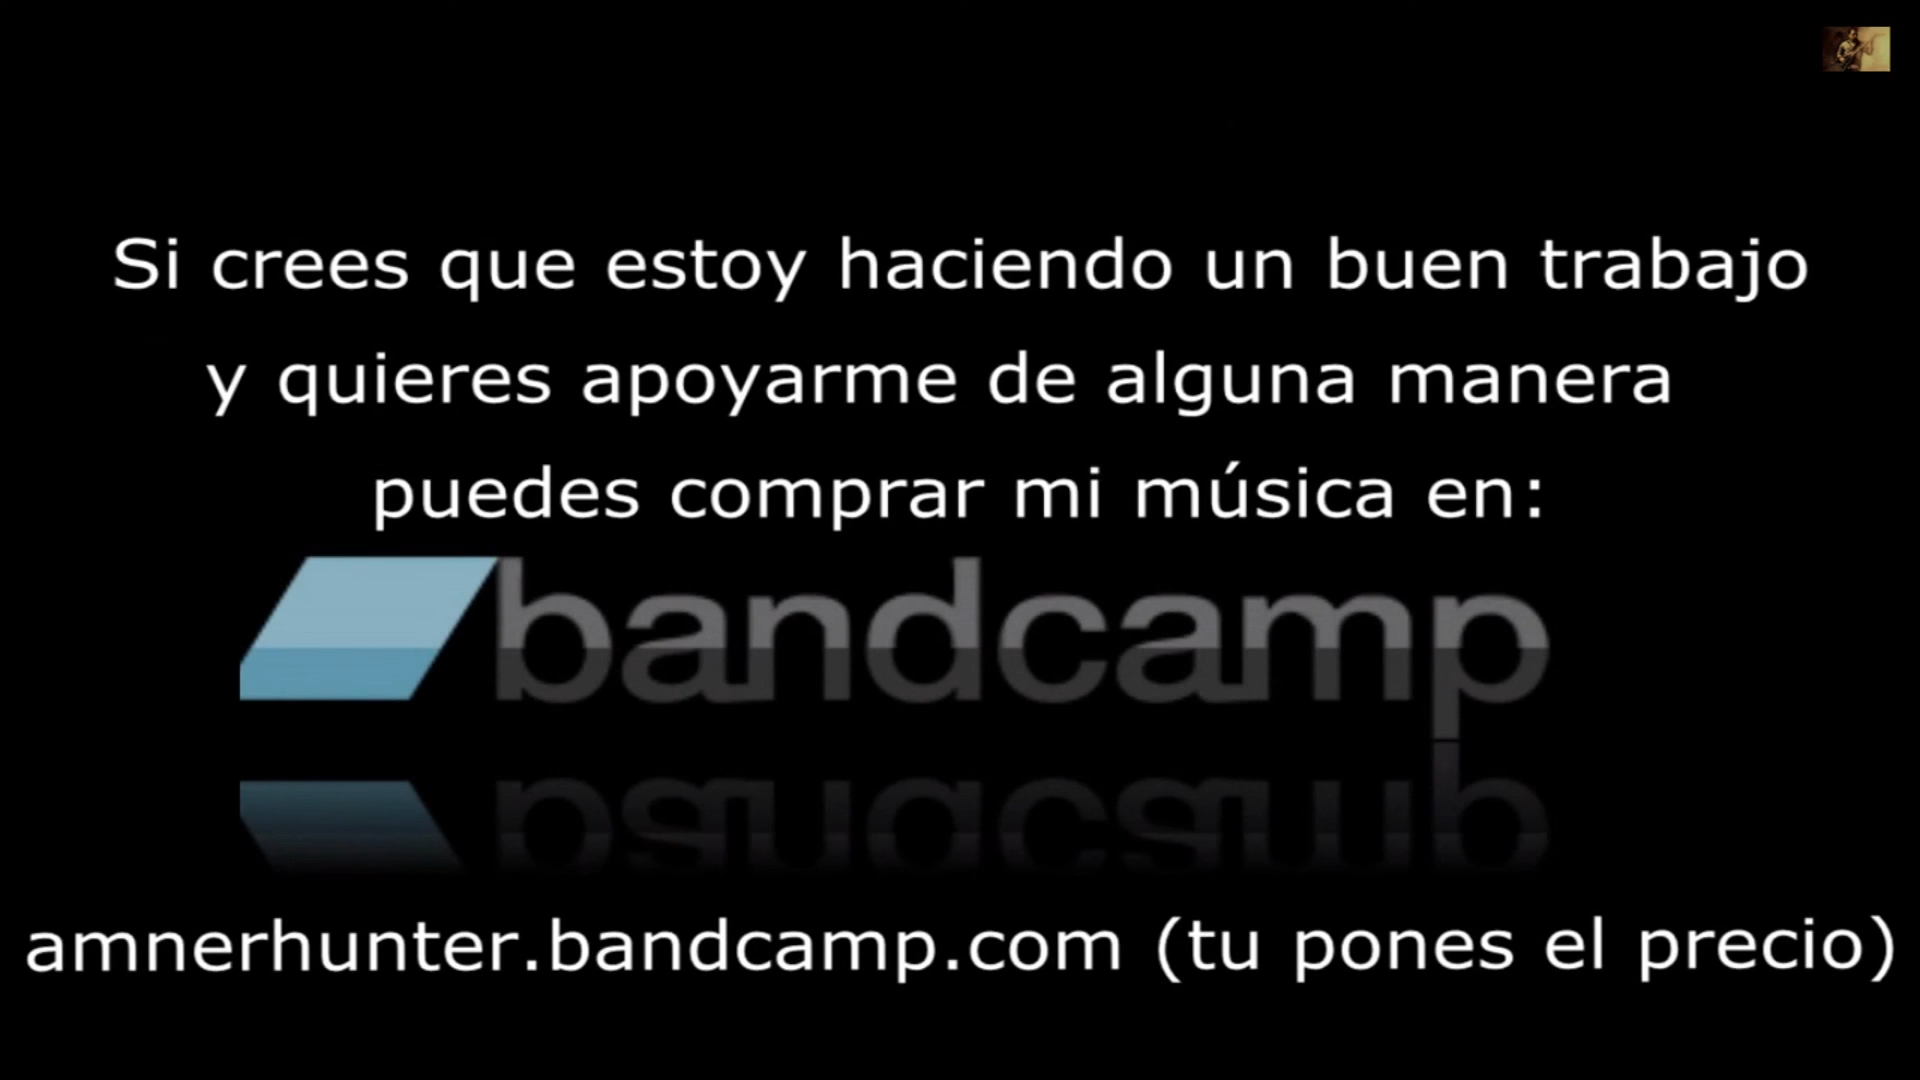 Si crees que estoy haciendo un buen trabajo
y quieres apoyarme de alguna manera
puedes comprar mi música en:
bandcamp
amnerhunter.bandcamp.com (tu pones el precio)